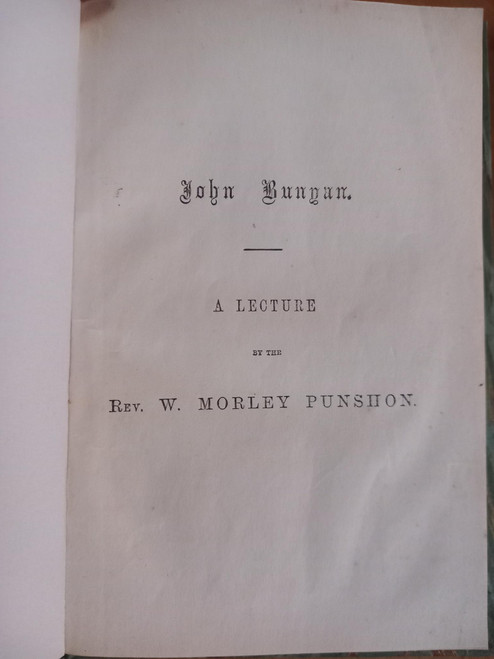 John Bunyan.
A LECTURE
BY THE
REV. W. MORLEY PUNSHON.